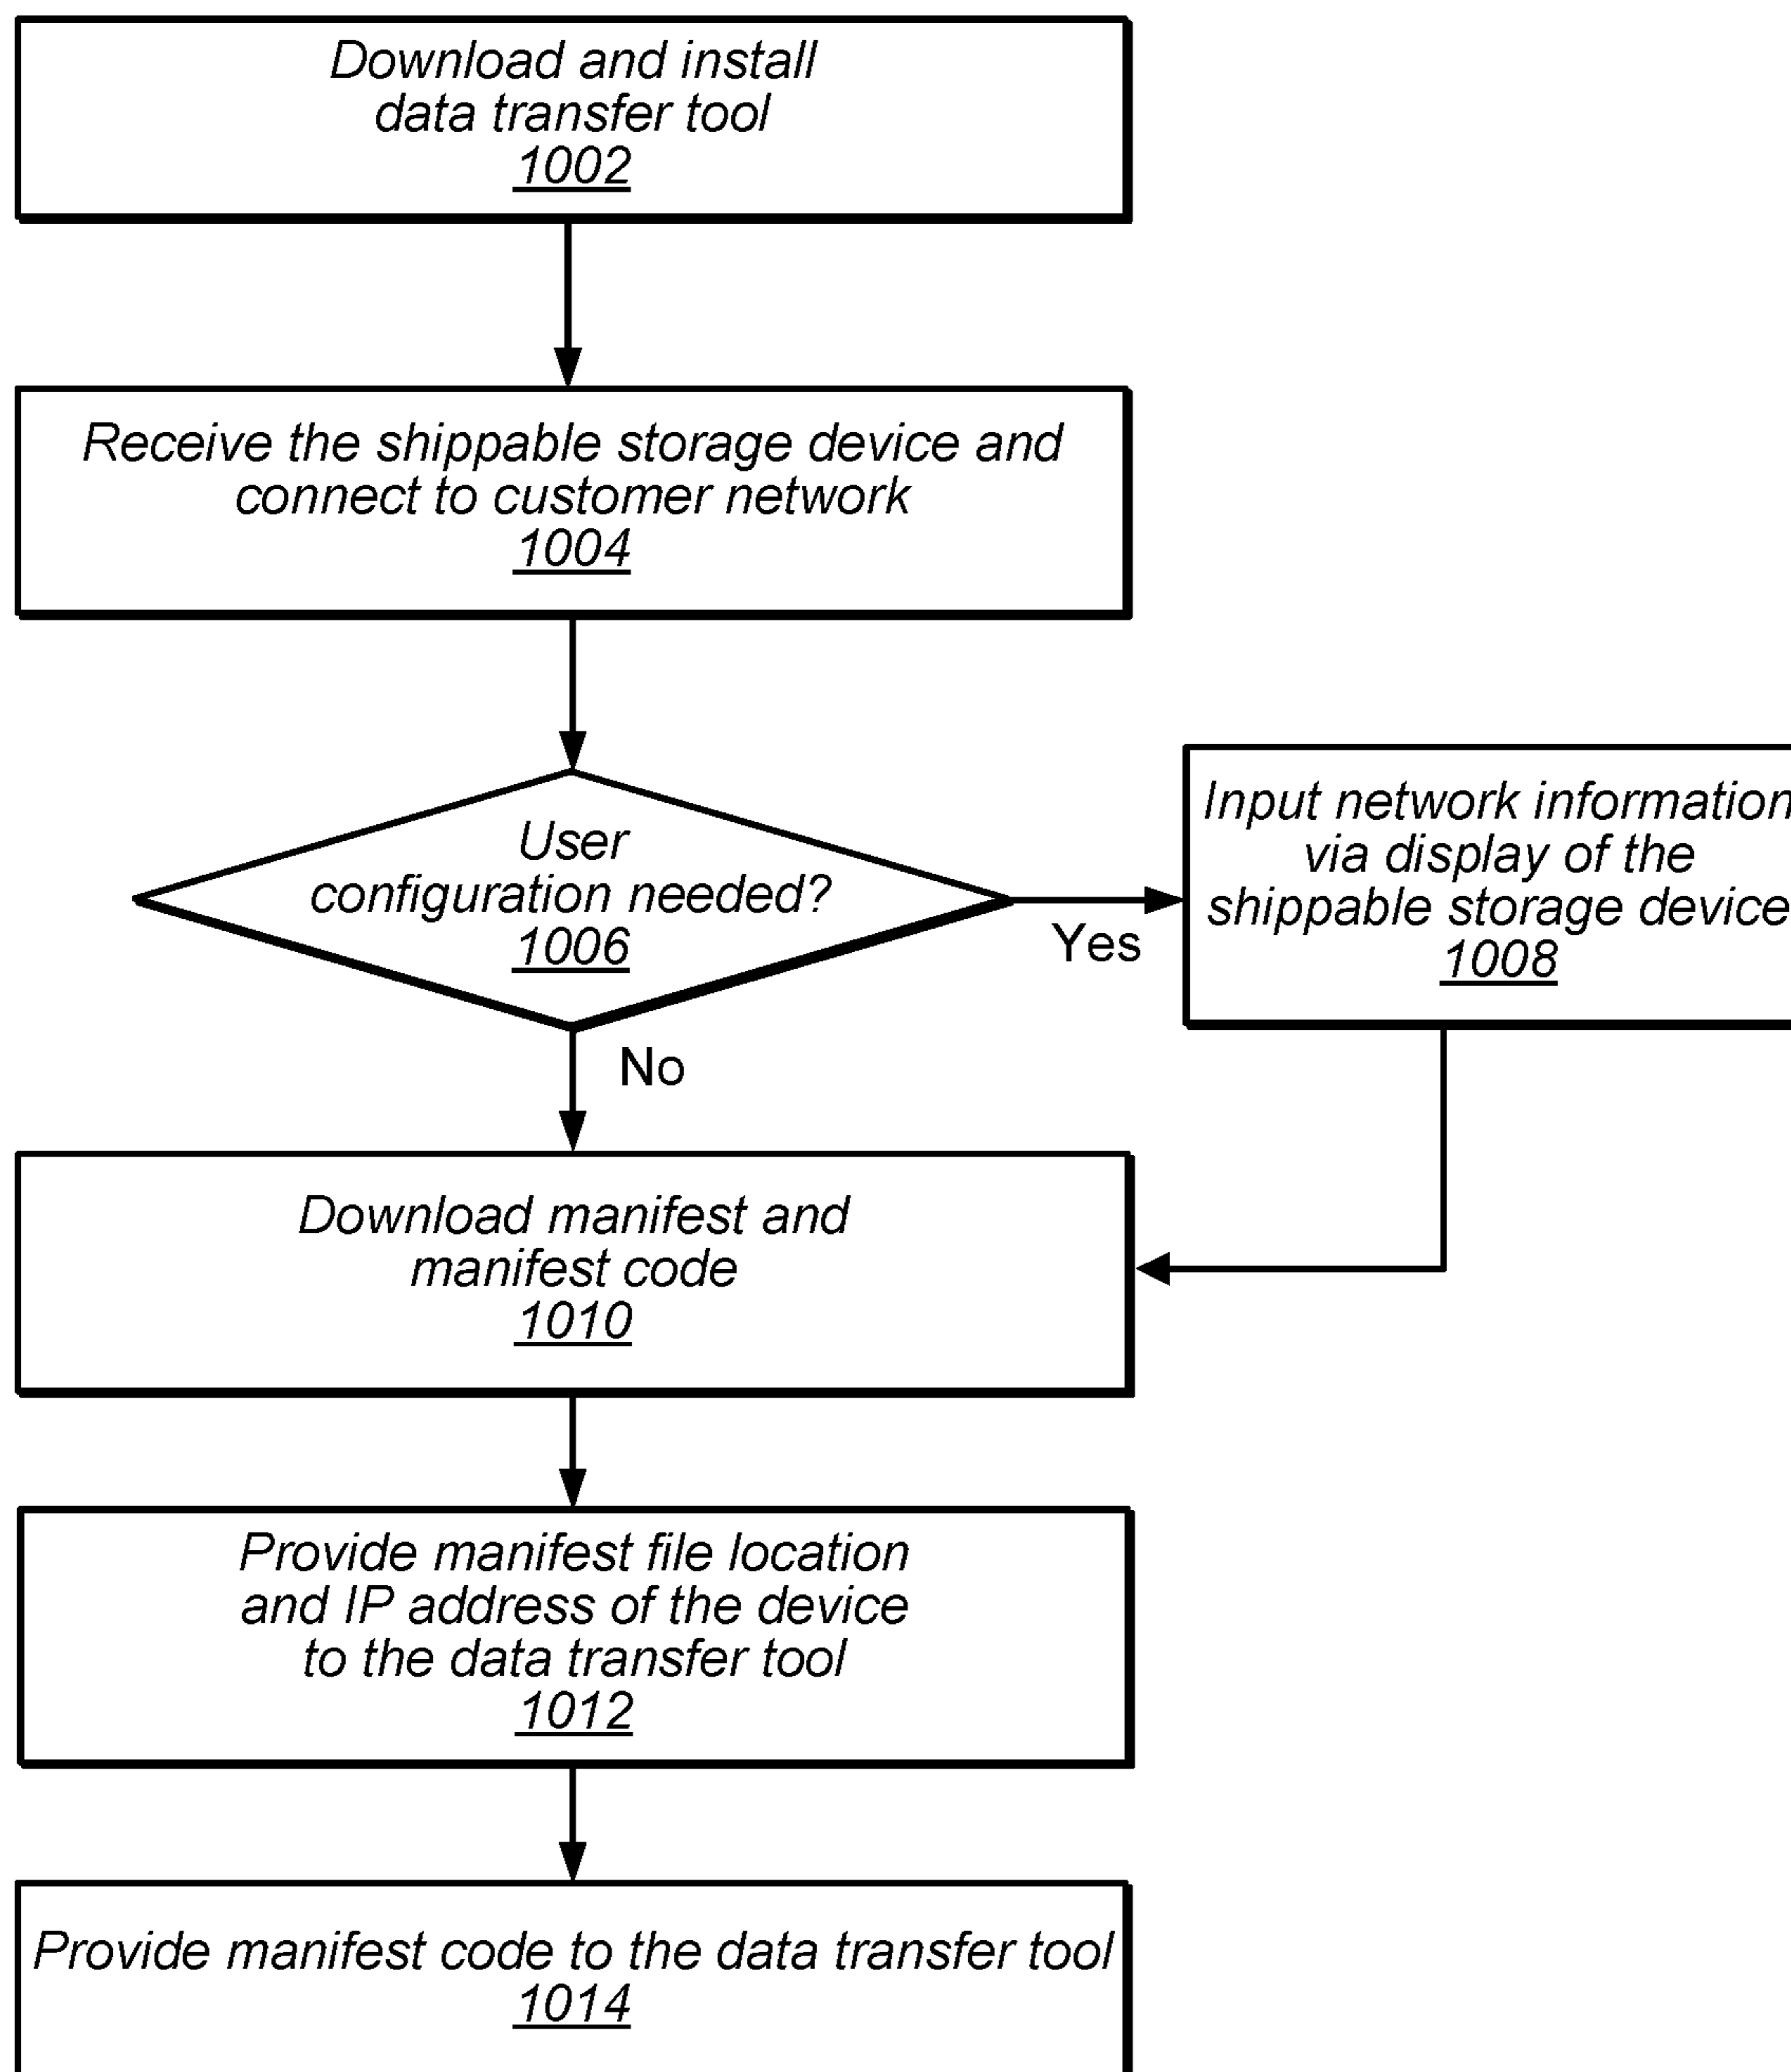 Download and install
data transfer tool
1002
Receive the shippable storage device and
connect to customer network
1004
User
configuration needed?
1006
Yes
Input network information
via display of the
shippable storage device
1008
No
Download manifest and
manifest code
1010
Provide manifest file location
and IP address of the device
to the data transfer tool
1012
Provide manifest code to the data transfer tool
1014